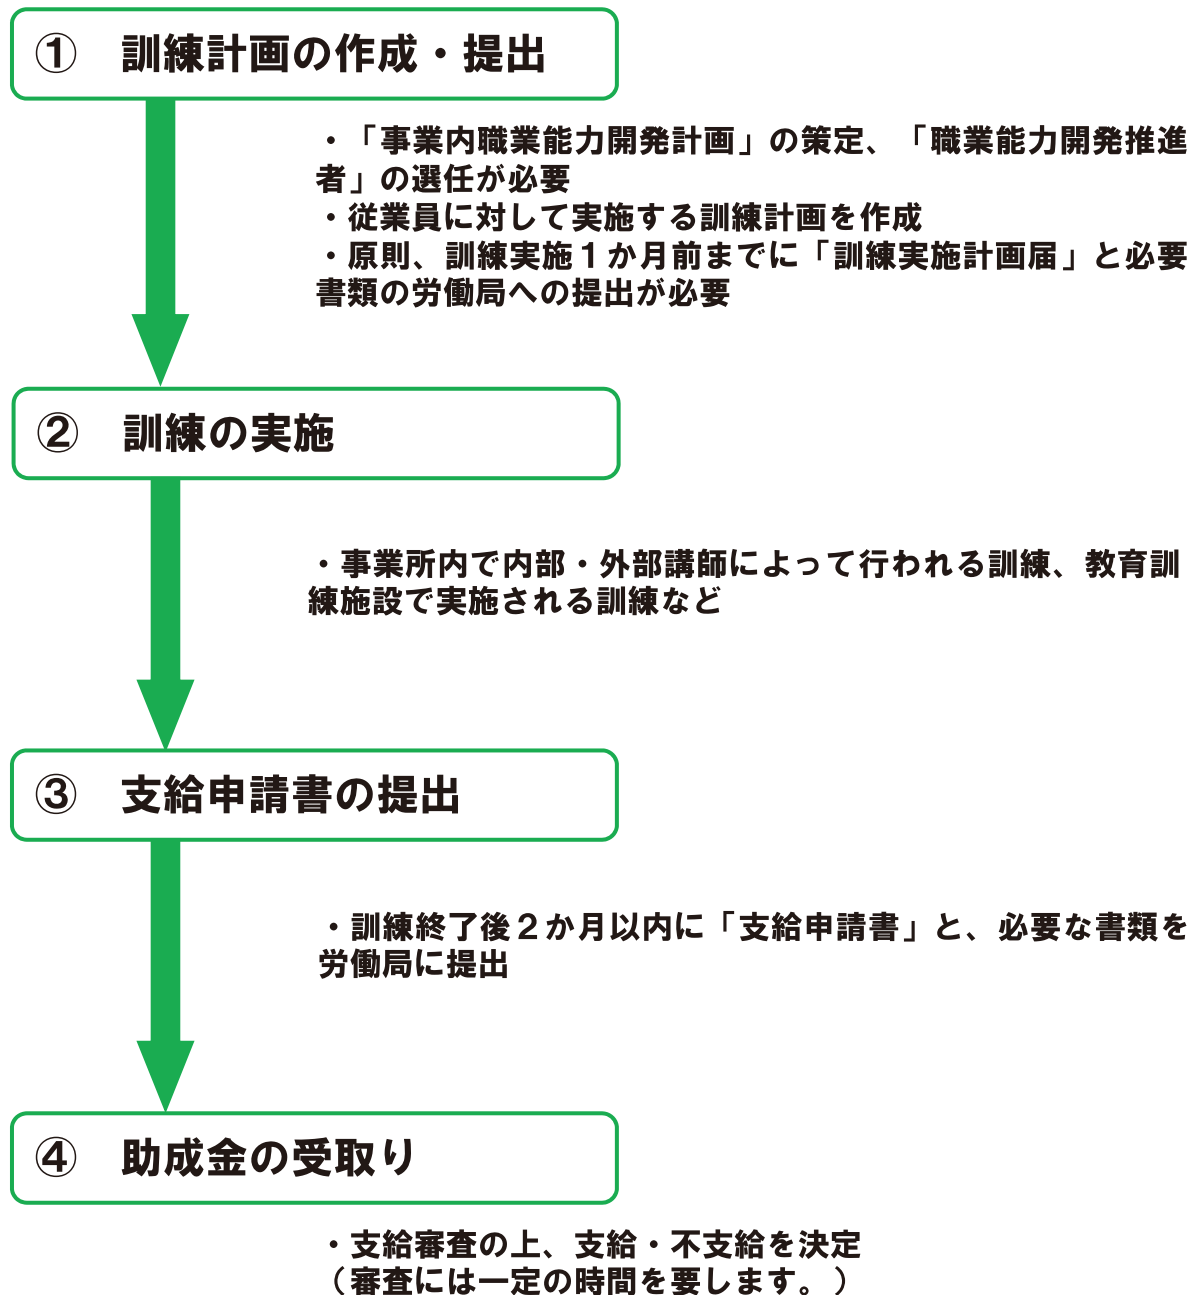 ① 訓練計画の作成・提出
・「事業内職業能力開発計画」の策定、「職業能力開発推進
者」の選任が必要
・従業員に対して実施する訓練計画を作成
・原則、訓練実施１か月前までに「訓練実施計画届」と必要
書類の労働局への提出が必要
② 訓練の実施
・事業所内で内部・外部講師によって行われる訓練、教育訓
練施設で実施される訓練など
③ 支給申請書の提出
・訓練終了後２か月以内に「支給申請書」と、必要な書類を
労働局に提出
④ 助成金の受取り
・支給審査の上、支給・不支給を決定
（審査には一定の時間を要します。）